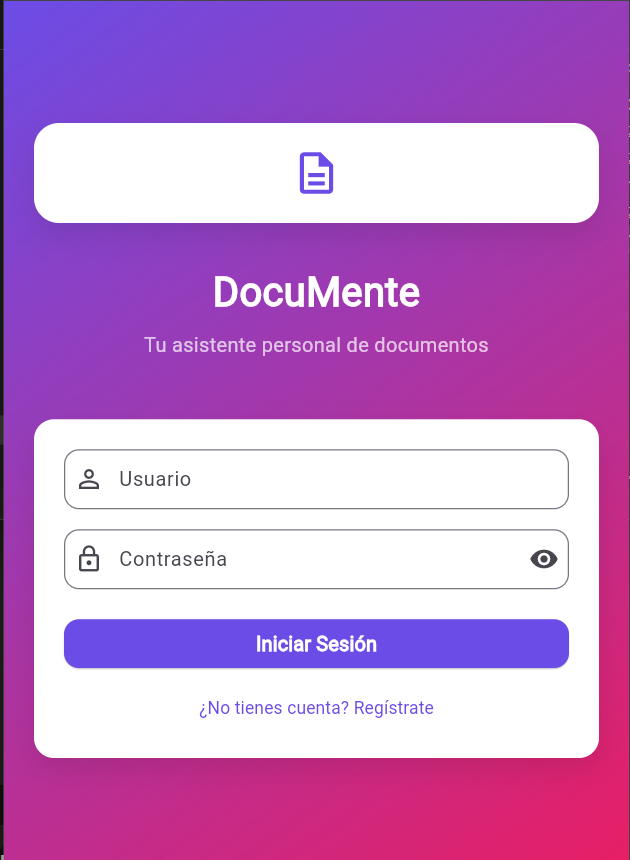 DocuMente
Tu asistente personal de documentos
Usuario
Contraseña
Iniciar Sesión
¿No tienes cuenta? Regístrate